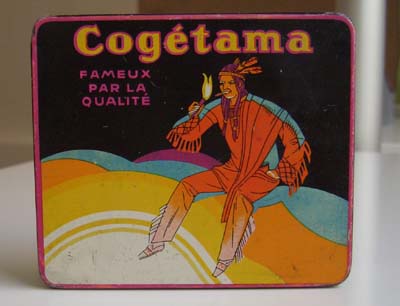 Cogétama
FAMEUX
PAR LA
QUALITÉ